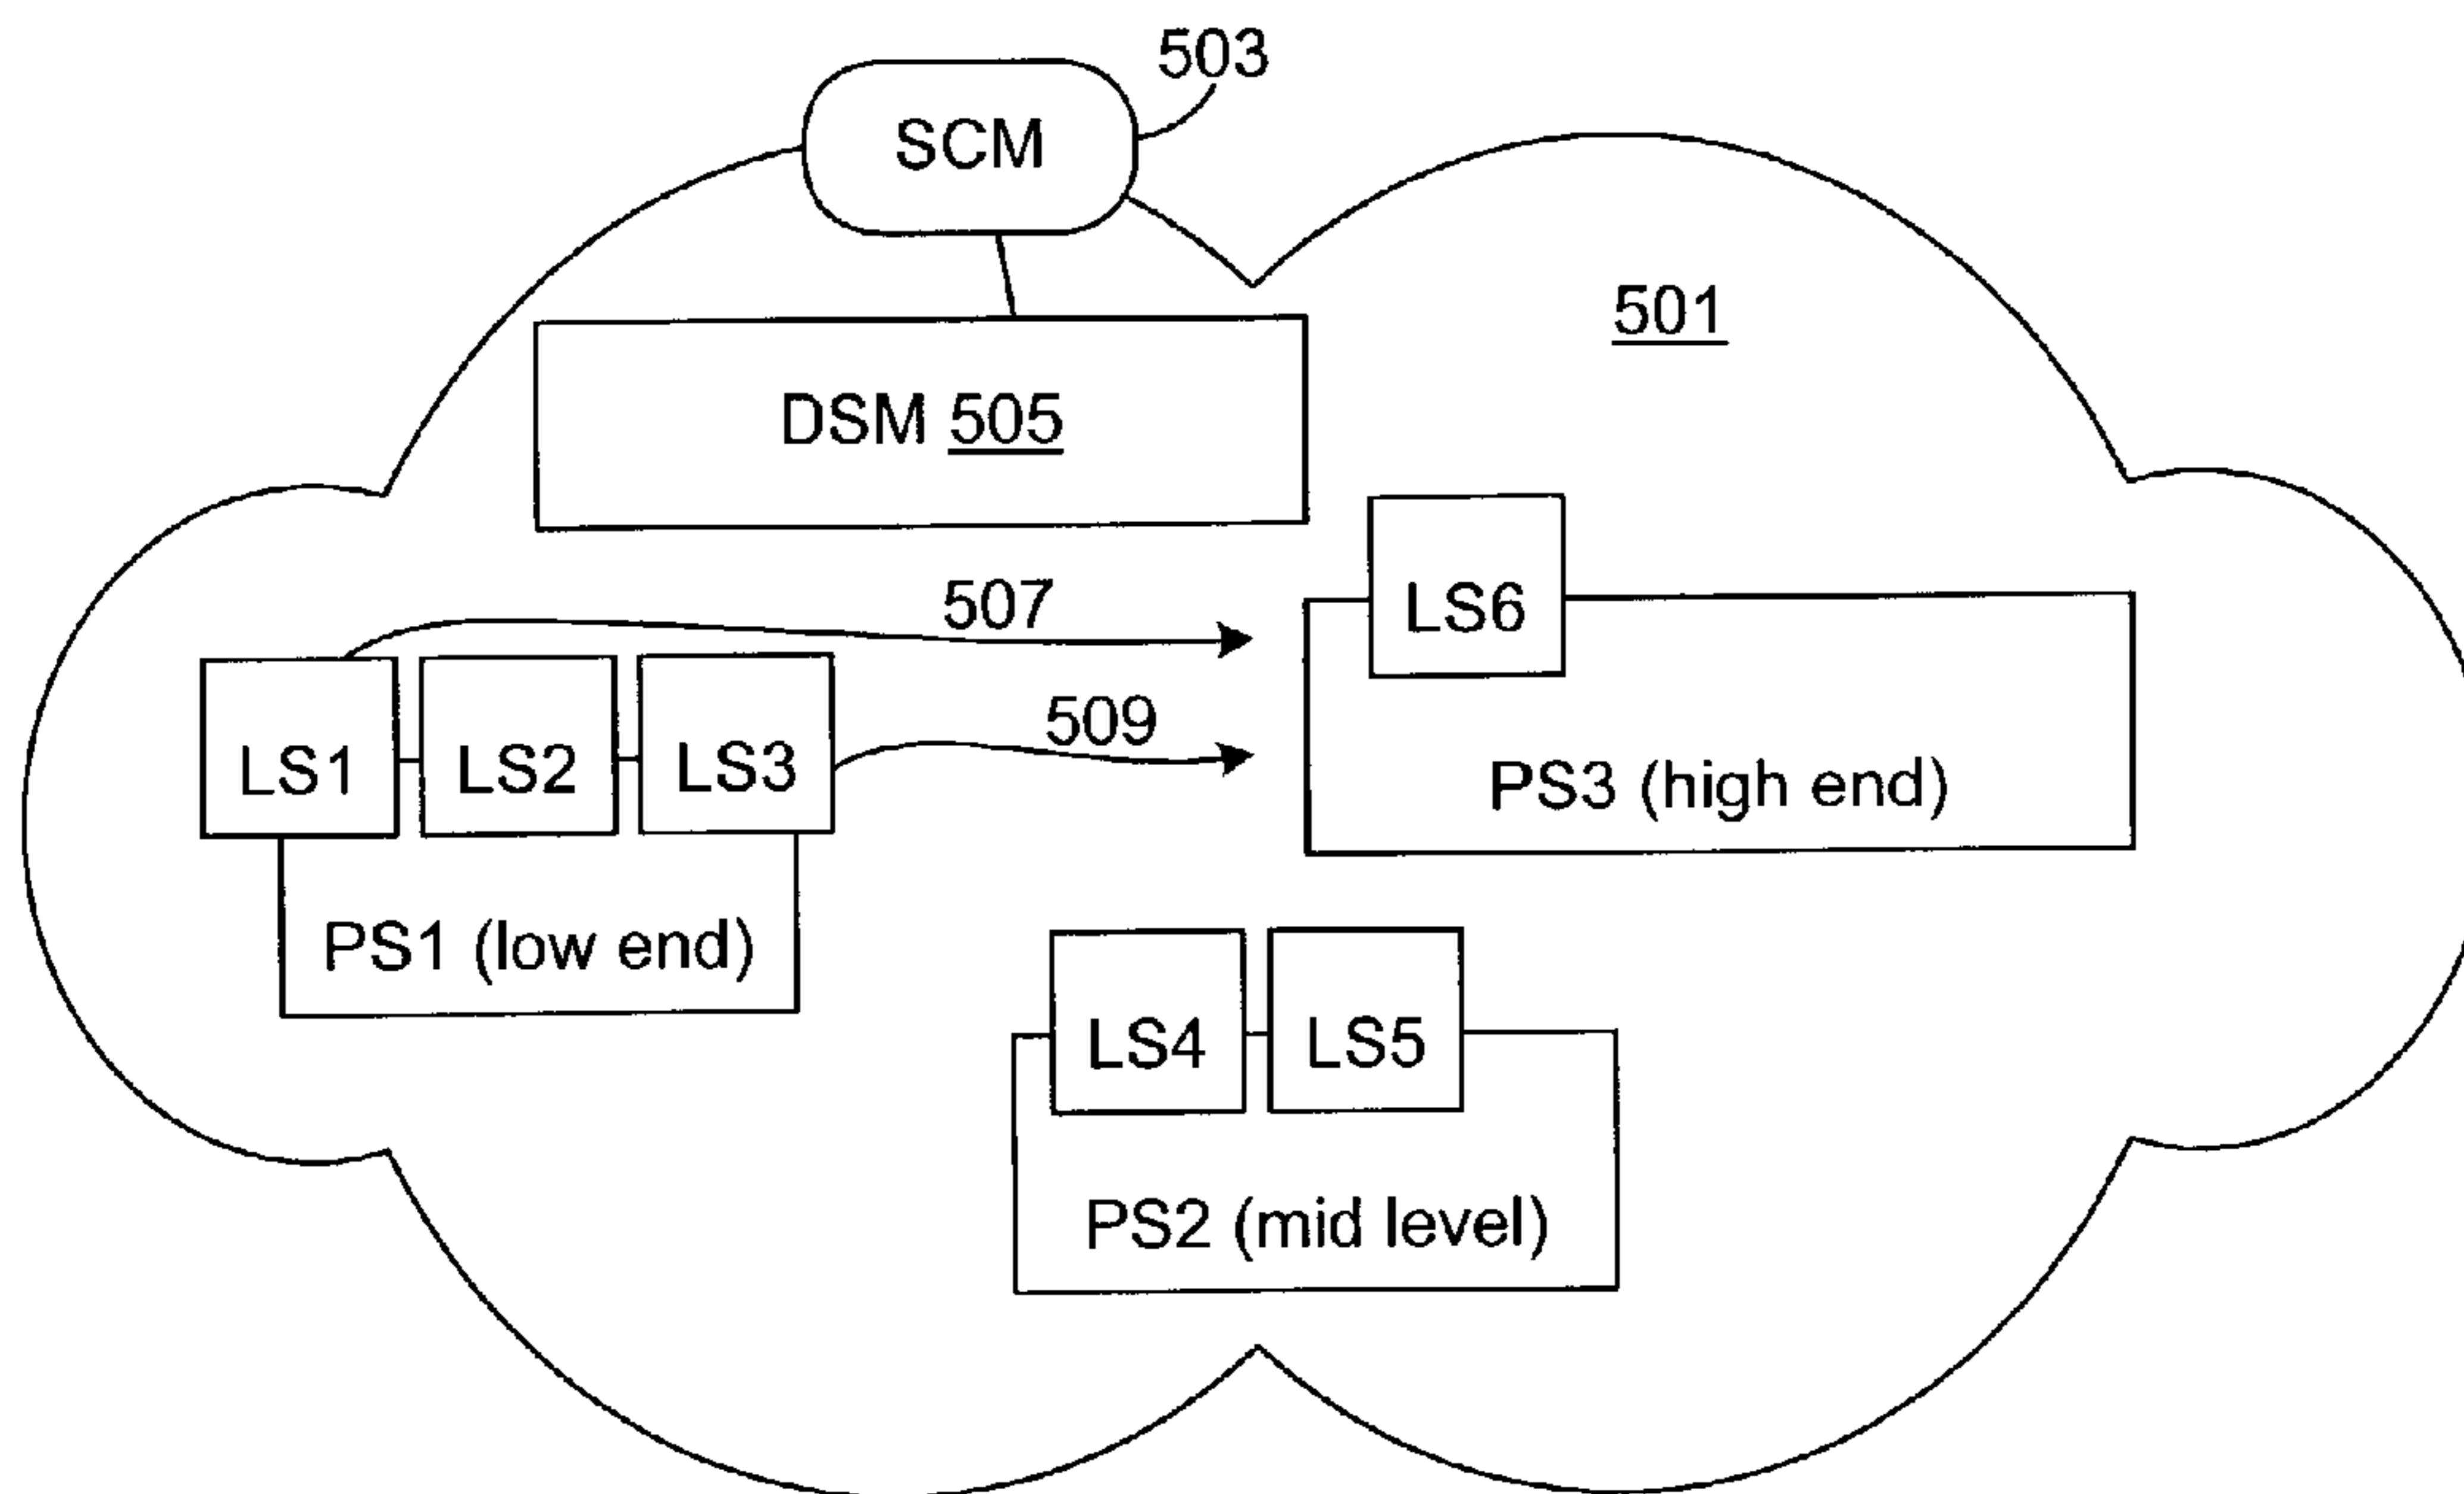 503
SCM
501
DSM 505
507
LS6
509
LS1 LS2 LS3
PS3 (high end)
PS1 (low end)
LS4 LS5
PS2 (mid level)